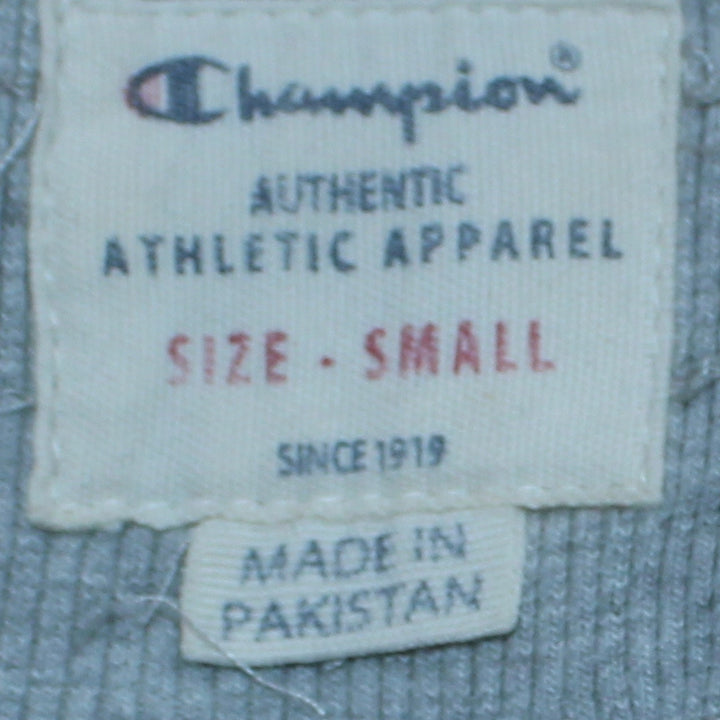 Champion®
AUTHENTIC
ATHLETIC APPAREL
SIZE - SMALL
SINCE 1919
MADE IN
PAKISTAN